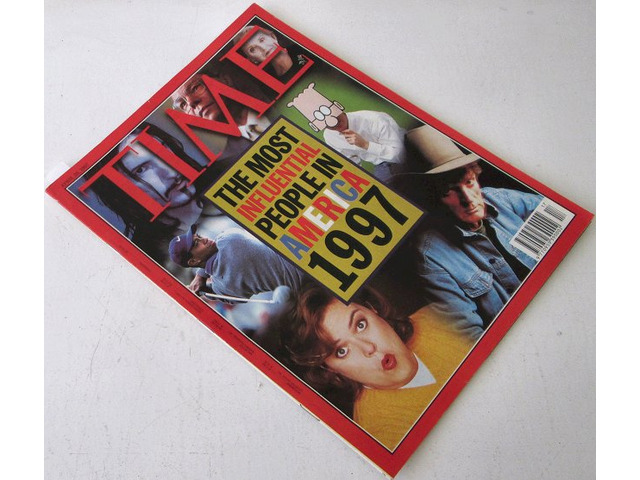 TIME
THE MOST
INFLUENTIAL
PEOPLE IN
AMERICA
1997